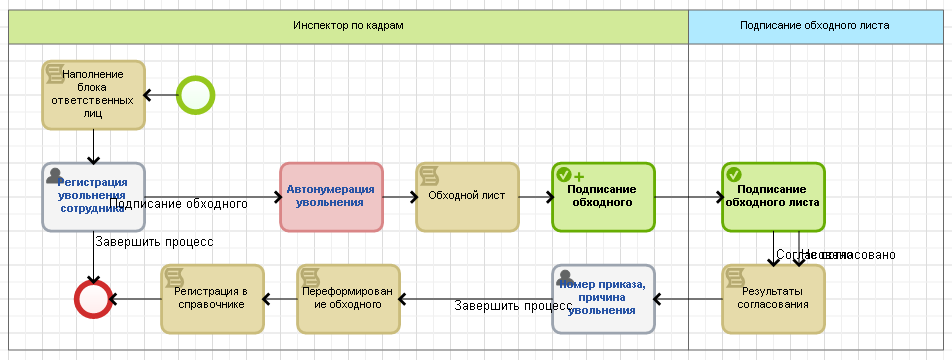 Инспектор по кадрам
Подписание обходного листа
Наполнение
блока
ответственных
лиц
Регистрация
увольнения
сотрудника
Подписание обходного
Автонумерация
увольнения
Обходной лист
Подписание
обходного
Подписание
обходного листа
Завершить процесс
Согласовано
Не согласовано
Регистрация в
справочнике
Переформирован
ие обходного
Завершить процесс
Номер приказа,
причина
увольнения
Результаты
согласования